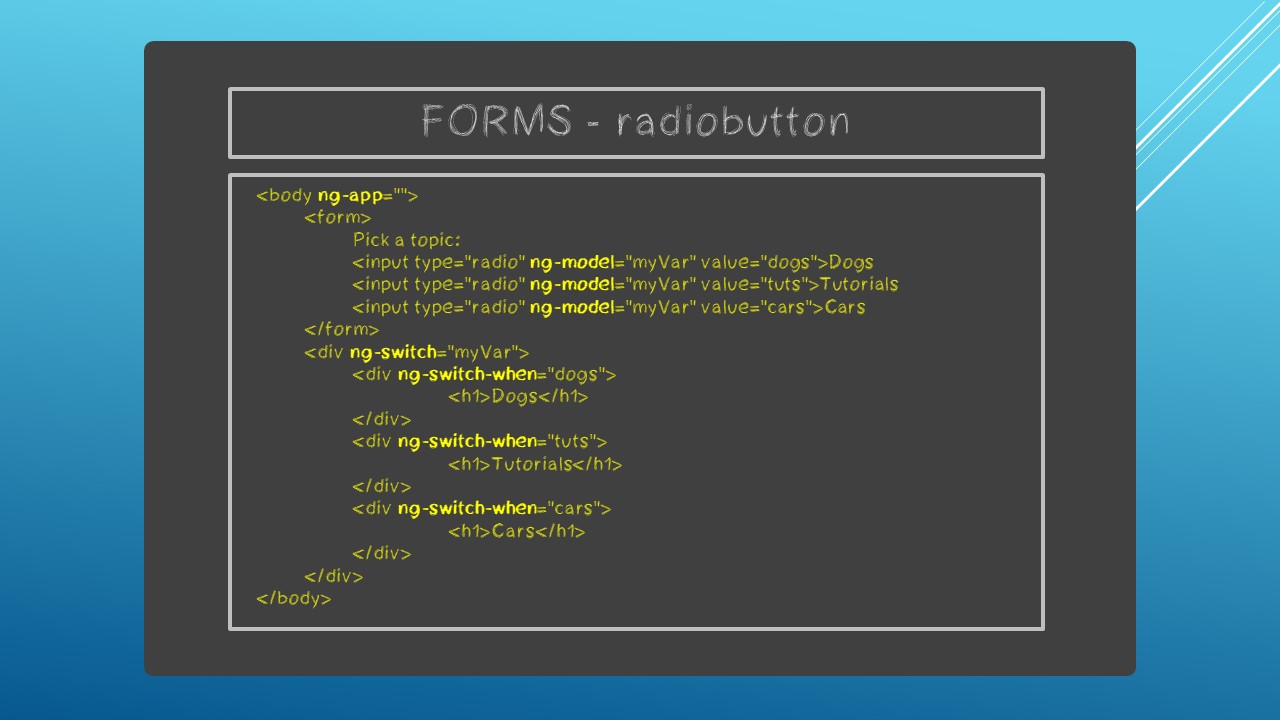 FORMS - radiobutton
<body ng-app="">
<form>
Pick a topic:
<input type="radio" ng-model="myVar" value="dogs">Dogs
<input type="radio" ng-model="myVar" value="tuts">Tutorials
<input type="radio" ng-model="myVar" value="cars">Cars
</form>
<div ng-switch="myVar">
<div ng-switch-when="dogs">
<h1>Dogs</h1>
</div>
<div ng-switch-when="tuts">
<h1>Tutorials</h1>
</div>
<div ng-switch-when="cars">
<h1>Cars</h1>
</div>
</div>
</body>